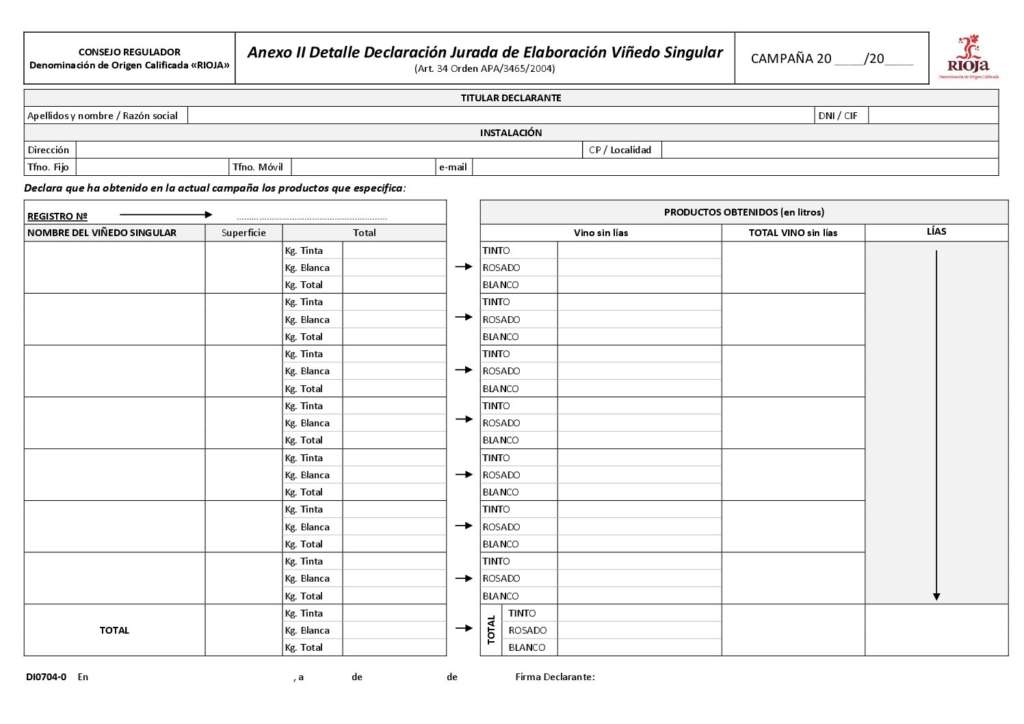 CONSEJO REGULADOR
Denominación de Origen Calificada «RIOJA»
Anexo II Detalle Declaración Jurada de Elaboración Viñedo Singular
(Art. 34 Orden APA/3465/2004)
CAMPAÑA 20 ____/20____
RIOJA
Denominación de Origen Calificada
TITULAR DECLARANTE
Apellidos y nombre / Razón social DNI / CIF
INSTALACIÓN
Dirección CP / Localidad
Tfno. Fijo Tfno. Móvil e-mail
Declara que ha obtenido en la actual campaña los productos que especifica:
REGISTRO Nº ........................................................... PRODUCTOS OBTENIDOS (en litros)
NOMBRE DEL VIÑEDO SINGULAR Superficie Total Vino sin lías TOTAL VINO sin lías LÍAS
Kg. Tinta TINTO
Kg. Blanca ROSADO
Kg. Total BLANCO
Kg. Tinta TINTO
Kg. Blanca ROSADO
Kg. Total BLANCO
Kg. Tinta TINTO
Kg. Blanca ROSADO
Kg. Total BLANCO
Kg. Tinta TINTO
Kg. Blanca ROSADO
Kg. Total BLANCO
Kg. Tinta TINTO
Kg. Blanca ROSADO
Kg. Total BLANCO
Kg. Tinta TINTO
Kg. Blanca ROSADO
Kg. Total BLANCO
Kg. Tinta TINTO
Kg. Blanca ROSADO
Kg. Total BLANCO
Kg. Tinta TINTO
TOTAL Kg. Blanca TOTAL ROSADO
Kg. Total BLANCO
DI0704-0 En , a de de Firma Declarante: